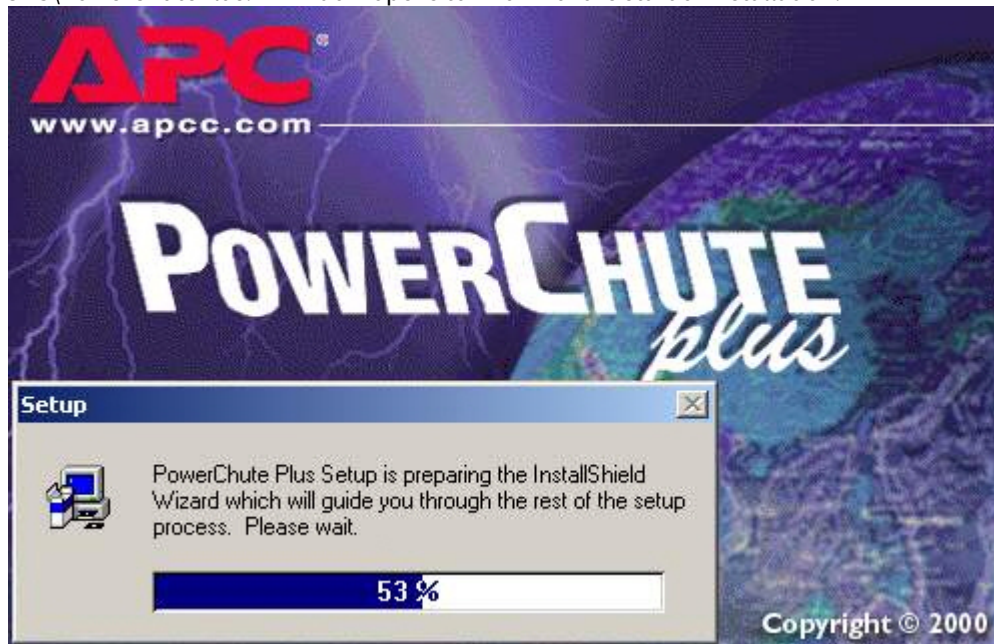 APC®
www.apcc.com
POWERCHUTE
plus
Setup
PowerChute Plus Setup is preparing the InstallShield
Wizard which will guide you through the rest of the setup
process. Please wait.
53 %
Copyright © 2000